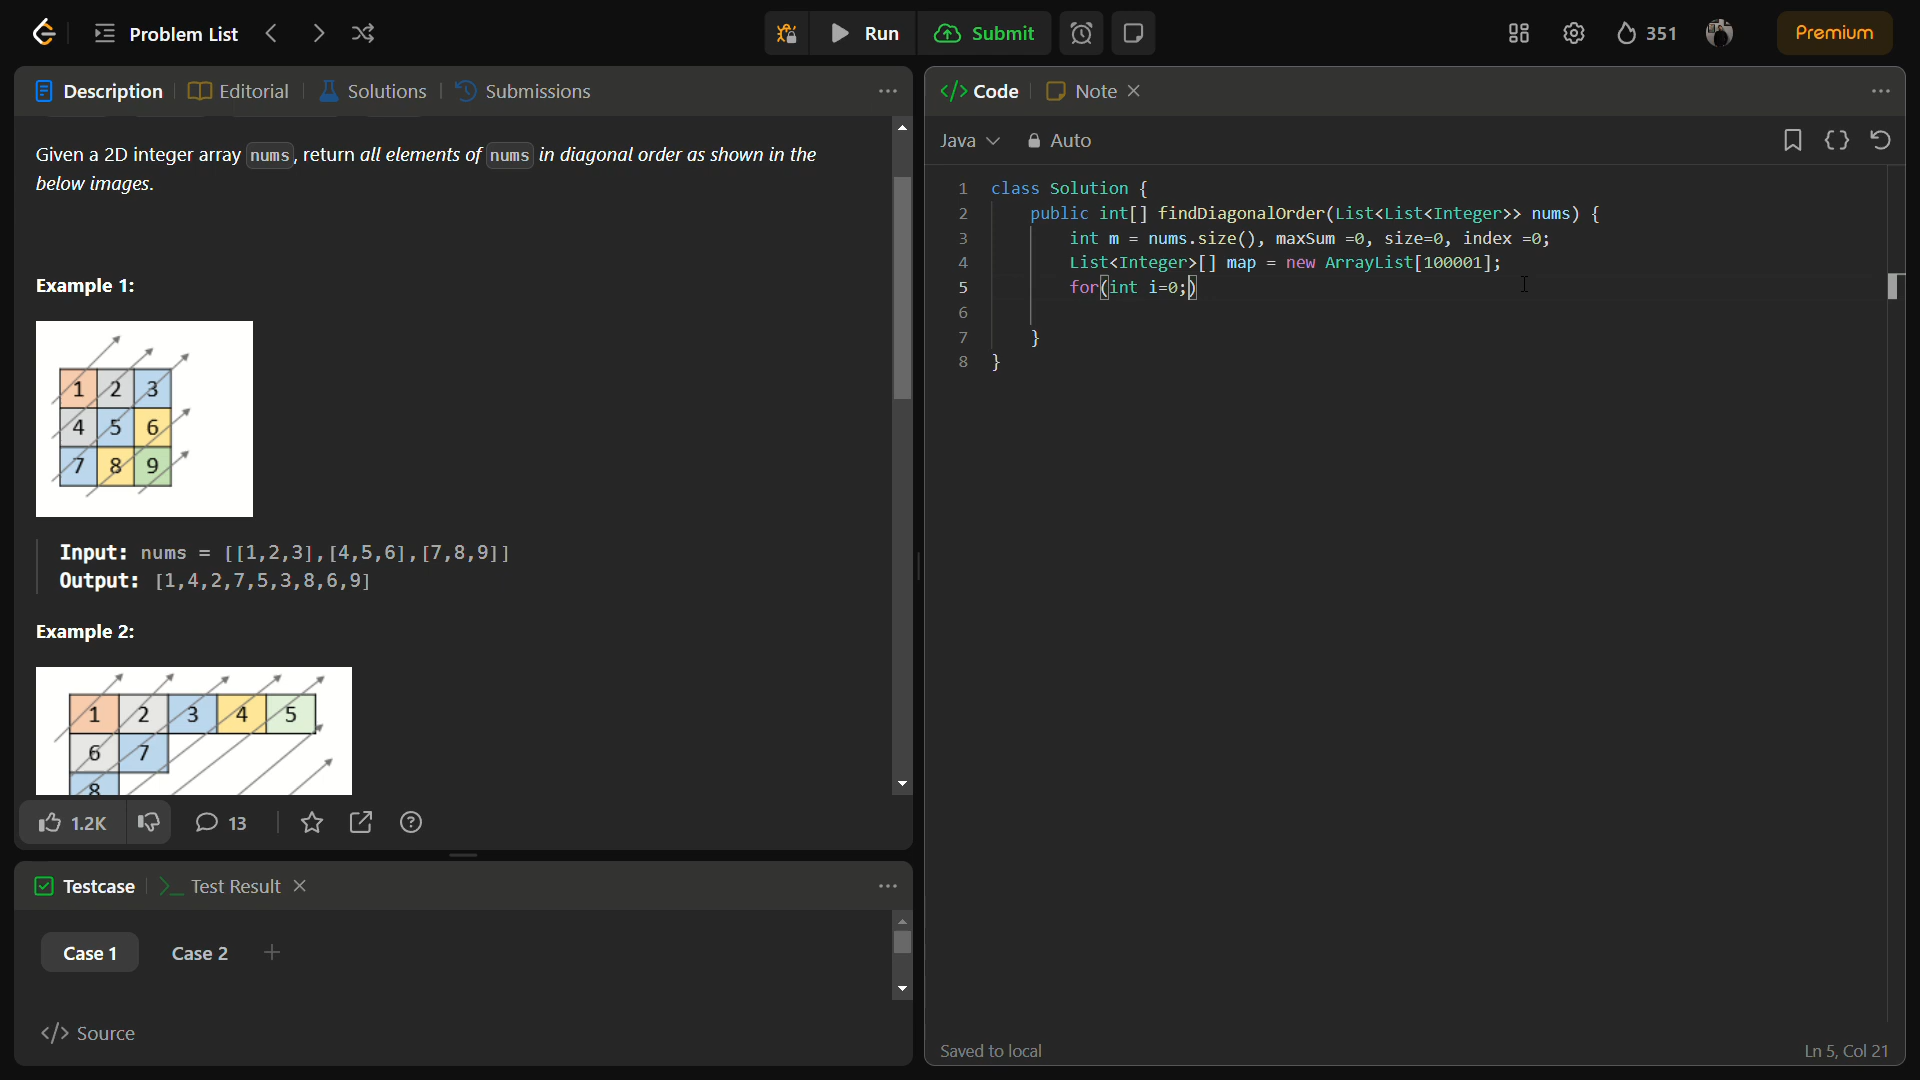 Problem List
Run
Submit
351
Premium
Description
Editorial
Solutions
Submissions
Given a 2D integer array nums, return all elements of nums in diagonal order as shown in the
below images.
Example 1:
1 2 3
4 5 6
7 8 9
Input: nums = [[1,2,3],[4,5,6],[7,8,9]]
Output: [1,4,2,7,5,3,8,6,9]
Example 2:
1 2 3 4 5
6 7
8
1.2K
13
Testcase
Test Result
Case 1
Case 2
Source
Code
Note
Java
Auto
1 class Solution {
2 public int[] findDiagonalOrder(List<List<Integer>> nums) {
3 int m = nums.size(), maxSum =0, size=0, index =0;
4 List<Integer>[] map = new ArrayList[100001];
5 for(int i=0;)
6
7 }
8 }
Saved to local
Ln 5, Col 21